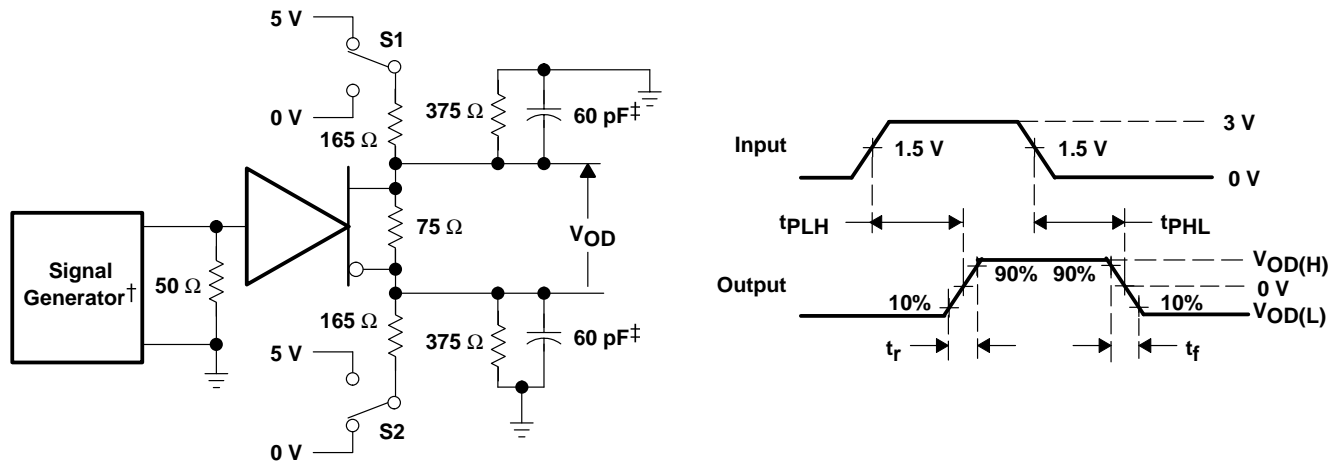 5 V
S1
0 V
165 Ω
375 Ω
60 pF‡
75 Ω
VOD
Signal
Generator†
50 Ω
165 Ω
375 Ω
60 pF‡
5 V
0 V
S2
Input
1.5 V
1.5 V
3 V
0 V
tPLH
tPHL
Output
10%
90%
90%
10%
VOD(H)
0 V
VOD(L)
tr
tf